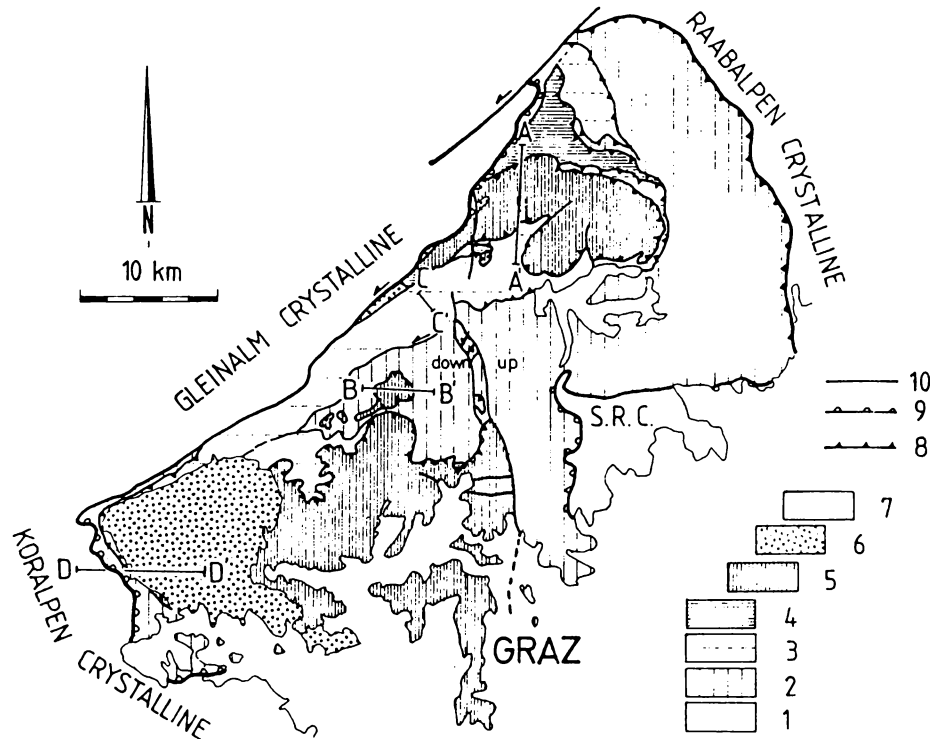 RAABALPEN CRYSTALLINE
N
10 km
GLEINALM CRYSTALLINE
A
A
C
C'
down up
B B'
S.R.C.
D D'
KORALPEN CRYSTALLINE
GRAZ
10
9
8
7
6
5
4
3
2
1